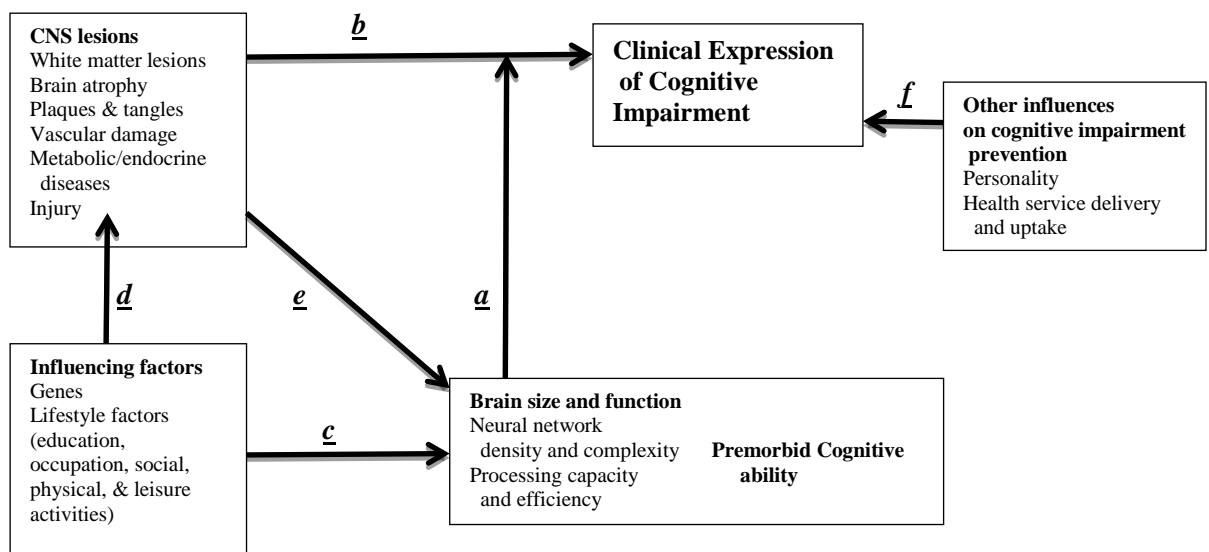 CNS lesions
White matter lesions
Brain atrophy
Plaques & tangles
Vascular damage
Metabolic/endocrine
diseases
Injury
b
Clinical Expression
of Cognitive
Impairment
f
Other influences
on cognitive impairment
prevention
Personality
Health service delivery
and uptake
d
e
a
Influencing factors
Genes
Lifestyle factors
(education,
occupation, social,
physical, & leisure
activities)
c
Brain size and function
Neural network
density and complexity
Processing capacity
and efficiency
Premorbid Cognitive
ability